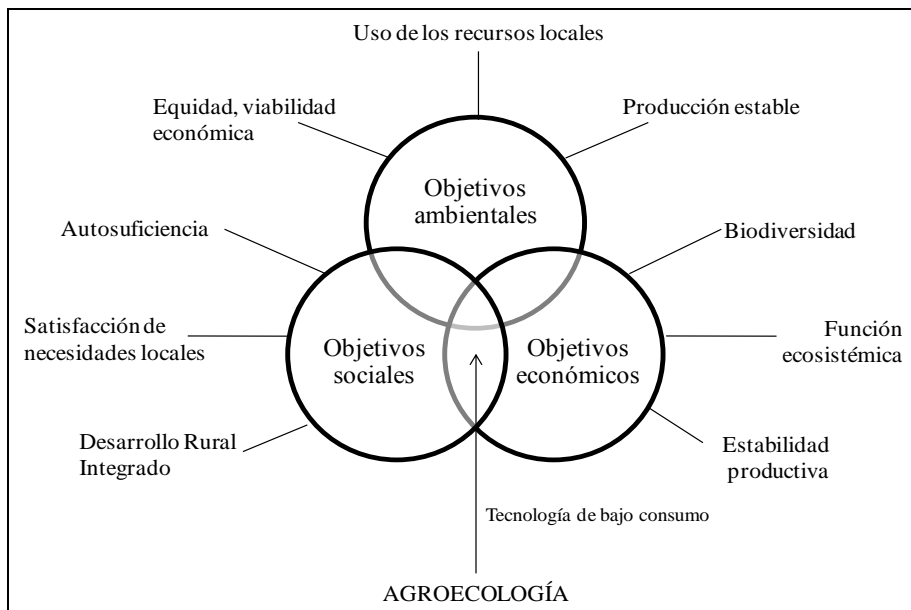 Uso de los recursos locales
Equidad, viabilidad
económica
Producción estable
Objetivos
ambientales
Autosuficiencia
Biodiversidad
Satisfacción de
necesidades locales
Objetivos
sociales
Objetivos
económicos
Función
ecosistémica
Desarrollo Rural
Integrado
Estabilidad
productiva
Tecnología de bajo consumo
AGROECOLOGÍA